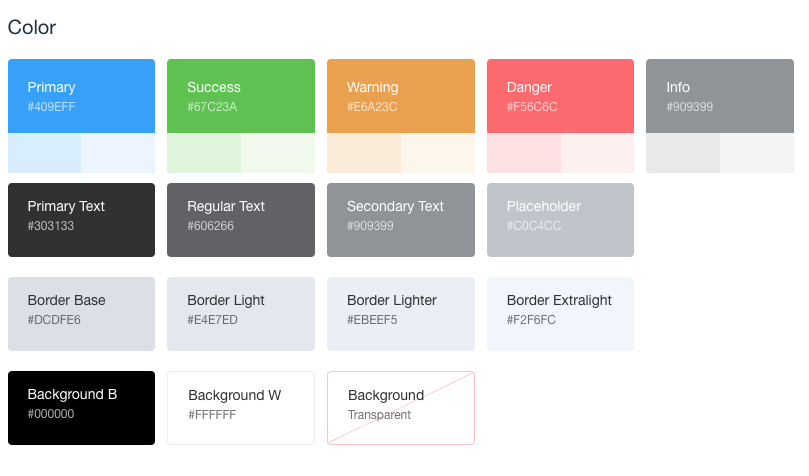 Color
Primary
#409EFF
Success
#67C23A
Warning
#E6A23C
Danger
#F56C6C
Info
#909399
Primary Text
#303133
Regular Text
#606266
Secondary Text
#909399
Placeholder
#C0C4CC
Border Base
#DCDFE6
Border Light
#E4E7ED
Border Lighter
#EBEEF5
Border Extralight
#F2F6FC
Background B
#000000
Background W
#FFFFFF
Background
Transparent